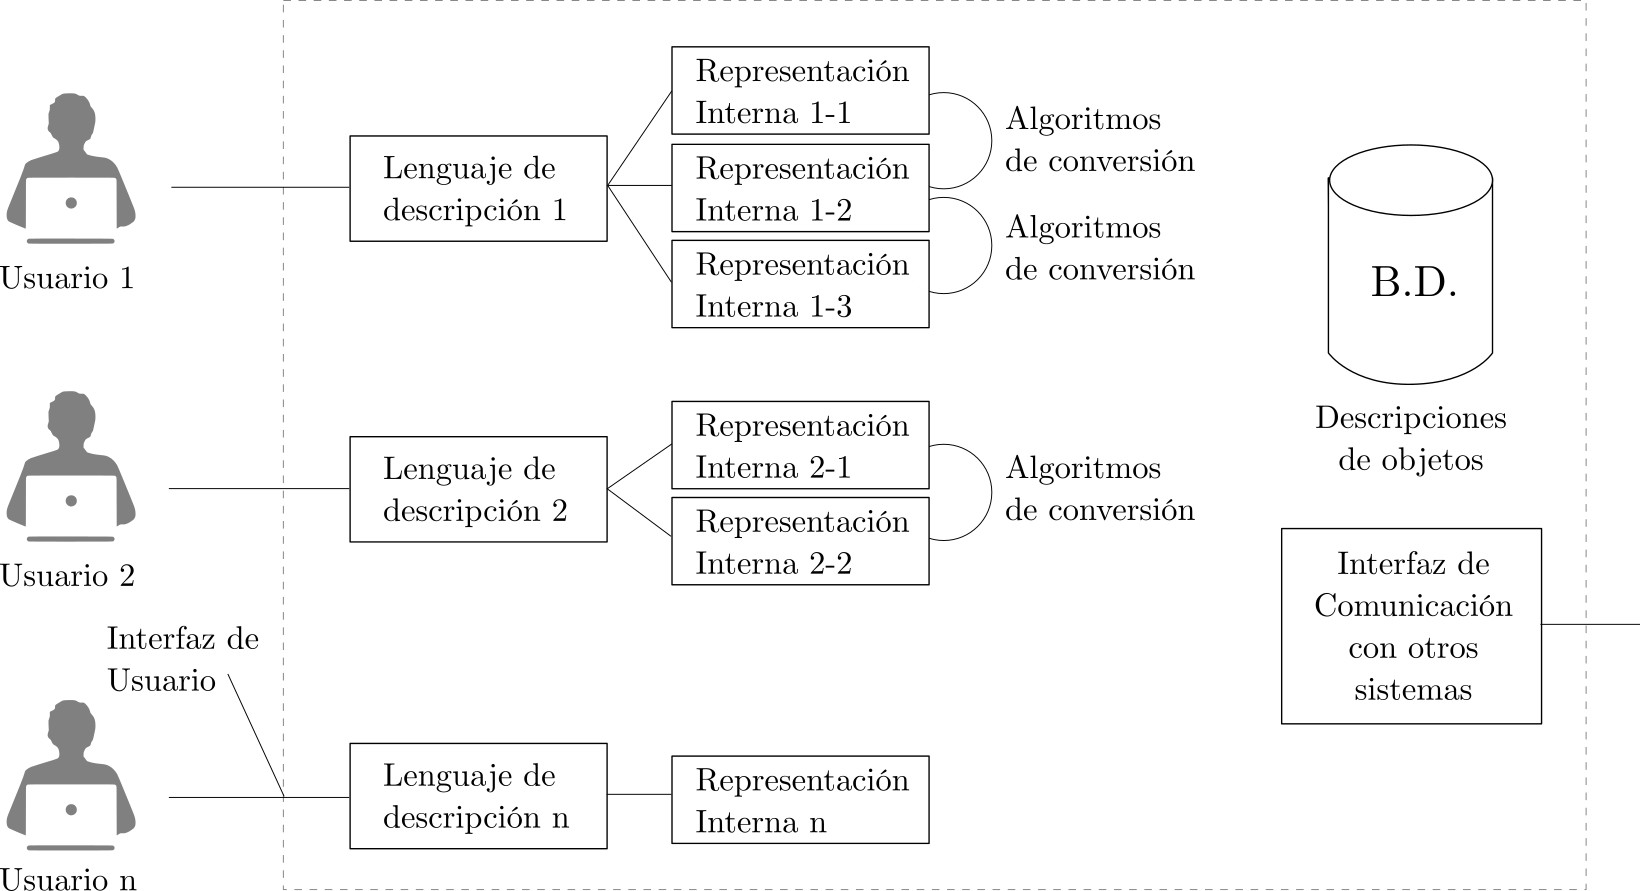 Usuario 1
Lenguaje de
descripción 1
Representación
Interna 1-1
Representación
Interna 1-2
Representación
Interna 1-3
Algoritmos
de conversión
Algoritmos
de conversión
B.D.
Descripciones
de objetos
Usuario 2
Lenguaje de
descripción 2
Representación
Interna 2-1
Representación
Interna 2-2
Algoritmos
de conversión
Interfaz de
Comunicación
con otros
sistemas
Interfaz de
Usuario
Usuario n
Lenguaje de
descripción n
Representación
Interna n